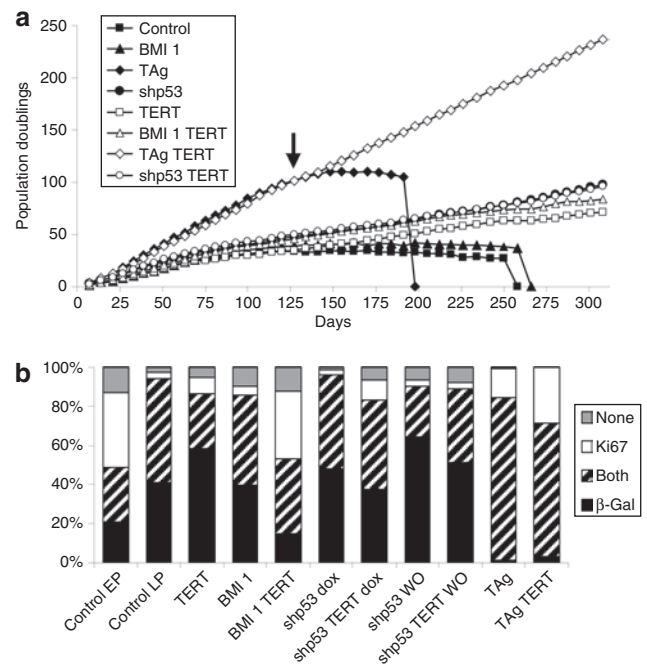 a
250
200
150
100
50
0
Population doublings
Control
BMI 1
TAg
shp53
TERT
BMI 1 TERT
TAg TERT
shp53 TERT
0 25 50 75 100 125 150 175 200 225 250 275 300
Days
b
100%
80%
60%
40%
20%
0%
None
Ki67
Both
β-Gal
Control EP
Control LP
TERT
BMI 1
BMI 1 TERT
shp53 dox
shp53 TERT dox
shp53 WO
shp53 TERT WO
TAg
TAg TERT